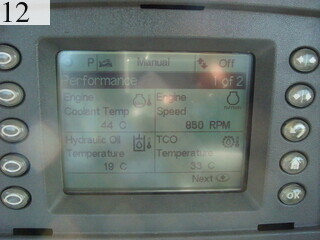 12
P Manual Off
Performance 1 of 2
Engine Engine
Coolant Temp Speed
44 C 856 RPM
Hydraulic Oil TCO
Temperature Temperature
19 C 33 C
Next
OK